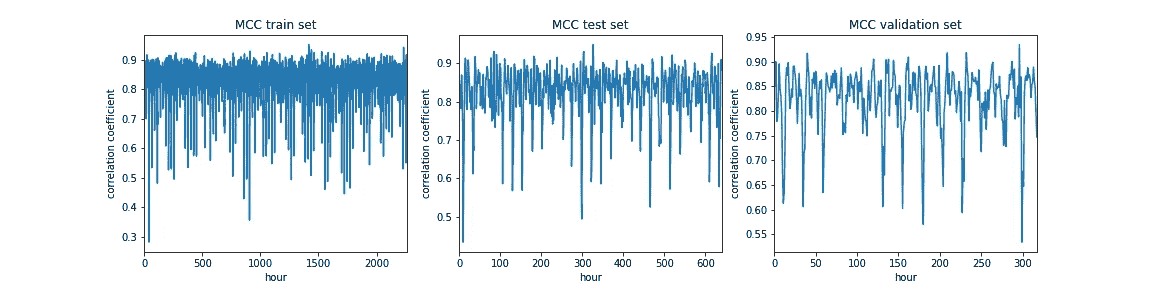 MCC train set
correlation coefficient
0.9
0.8
0.7
0.6
0.5
0.4
0.3
0 500 1000 1500 2000
hour
MCC test set
correlation coefficient
0.9
0.8
0.7
0.6
0.5
0 100 200 300 400 500 600
hour
MCC validation set
correlation coefficient
0.95
0.90
0.85
0.80
0.75
0.70
0.65
0.60
0.55
0 50 100 150 200 250 300
hour